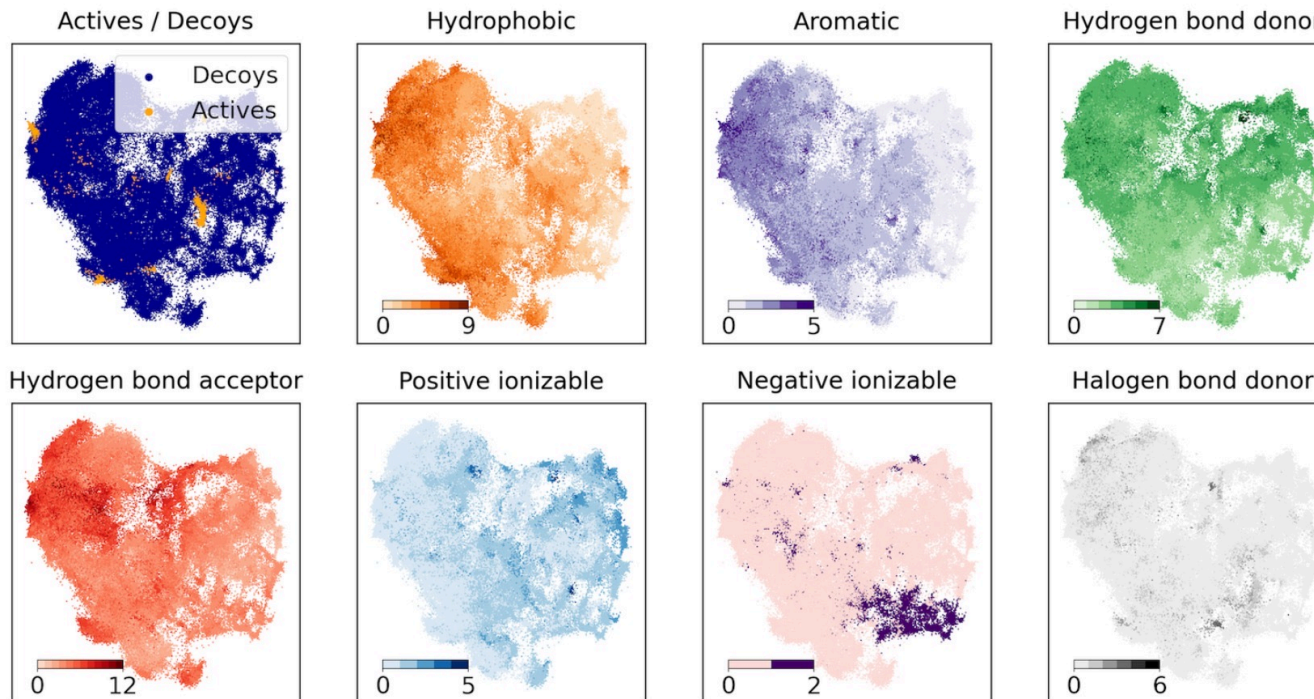 Actives / Decoys
Hydrophobic
Aromatic
Hydrogen bond donor
Decoys
Actives
0 9
0 5
0 7
Hydrogen bond acceptor
Positive ionizable
Negative ionizable
Halogen bond donor
0 12
0 5
0 2
0 6